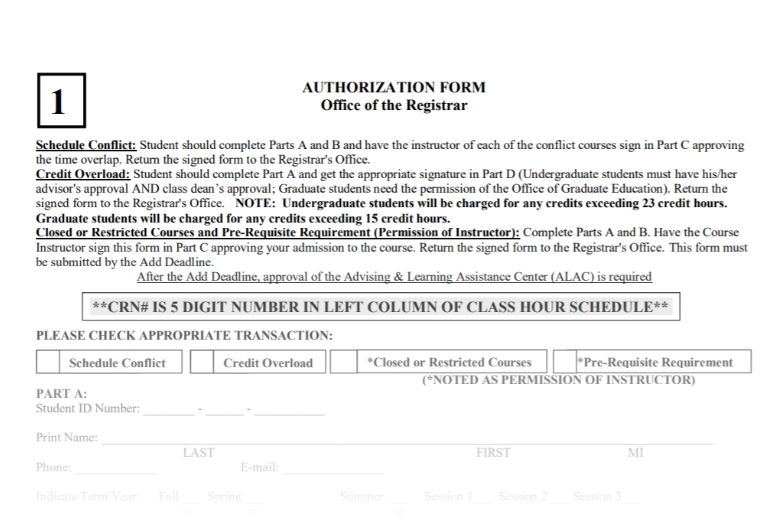 1
AUTHORIZATION FORM
Office of the Registrar
Schedule Conflict: Student should complete Parts A and B and have the instructor of each of the conflict courses sign in Part C approving
the time overlap. Return the signed form to the Registrar's Office.
Credit Overload: Student should complete Part A and get the appropriate signature in Part D (Undergraduate students must have his/her
advisor's approval AND class dean's approval; Graduate students need the permission of the Office of Graduate Education). Return the
signed form to the Registrar's Office. NOTE: Undergraduate students will be charged for any credits exceeding 23 credit hours.
Graduate students will be charged for any credits exceeding 15 credit hours.
Closed or Restricted Courses and Pre-Requisite Requirement (Permission of Instructor): Complete Parts A and B. Have the Course
Instructor sign this form in Part C approving your admission to the course. Return the signed form to the Registrar's Office. This form must
be submitted by the Add Deadline.
After the Add Deadline, approval of the Advising & Learning Assistance Center (ALAC) is required
**CRN# IS 5 DIGIT NUMBER IN LEFT COLUMN OF CLASS HOUR SCHEDULE**
PLEASE CHECK APPROPRIATE TRANSACTION:
Schedule Conflict Credit Overload *Closed or Restricted Courses *Pre-Requisite Requirement
(*NOTED AS PERMISSION OF INSTRUCTOR)
PART A:
Student ID Number: ________ - ______ - ___________
Print Name: ____________________
LAST FIRST MI
Phone: _____________ E-mail: ________________
Indicate Term/Year: Fall ___ Spring ___ Summer ___ Session 1___ Session 2 ___ Session 3___